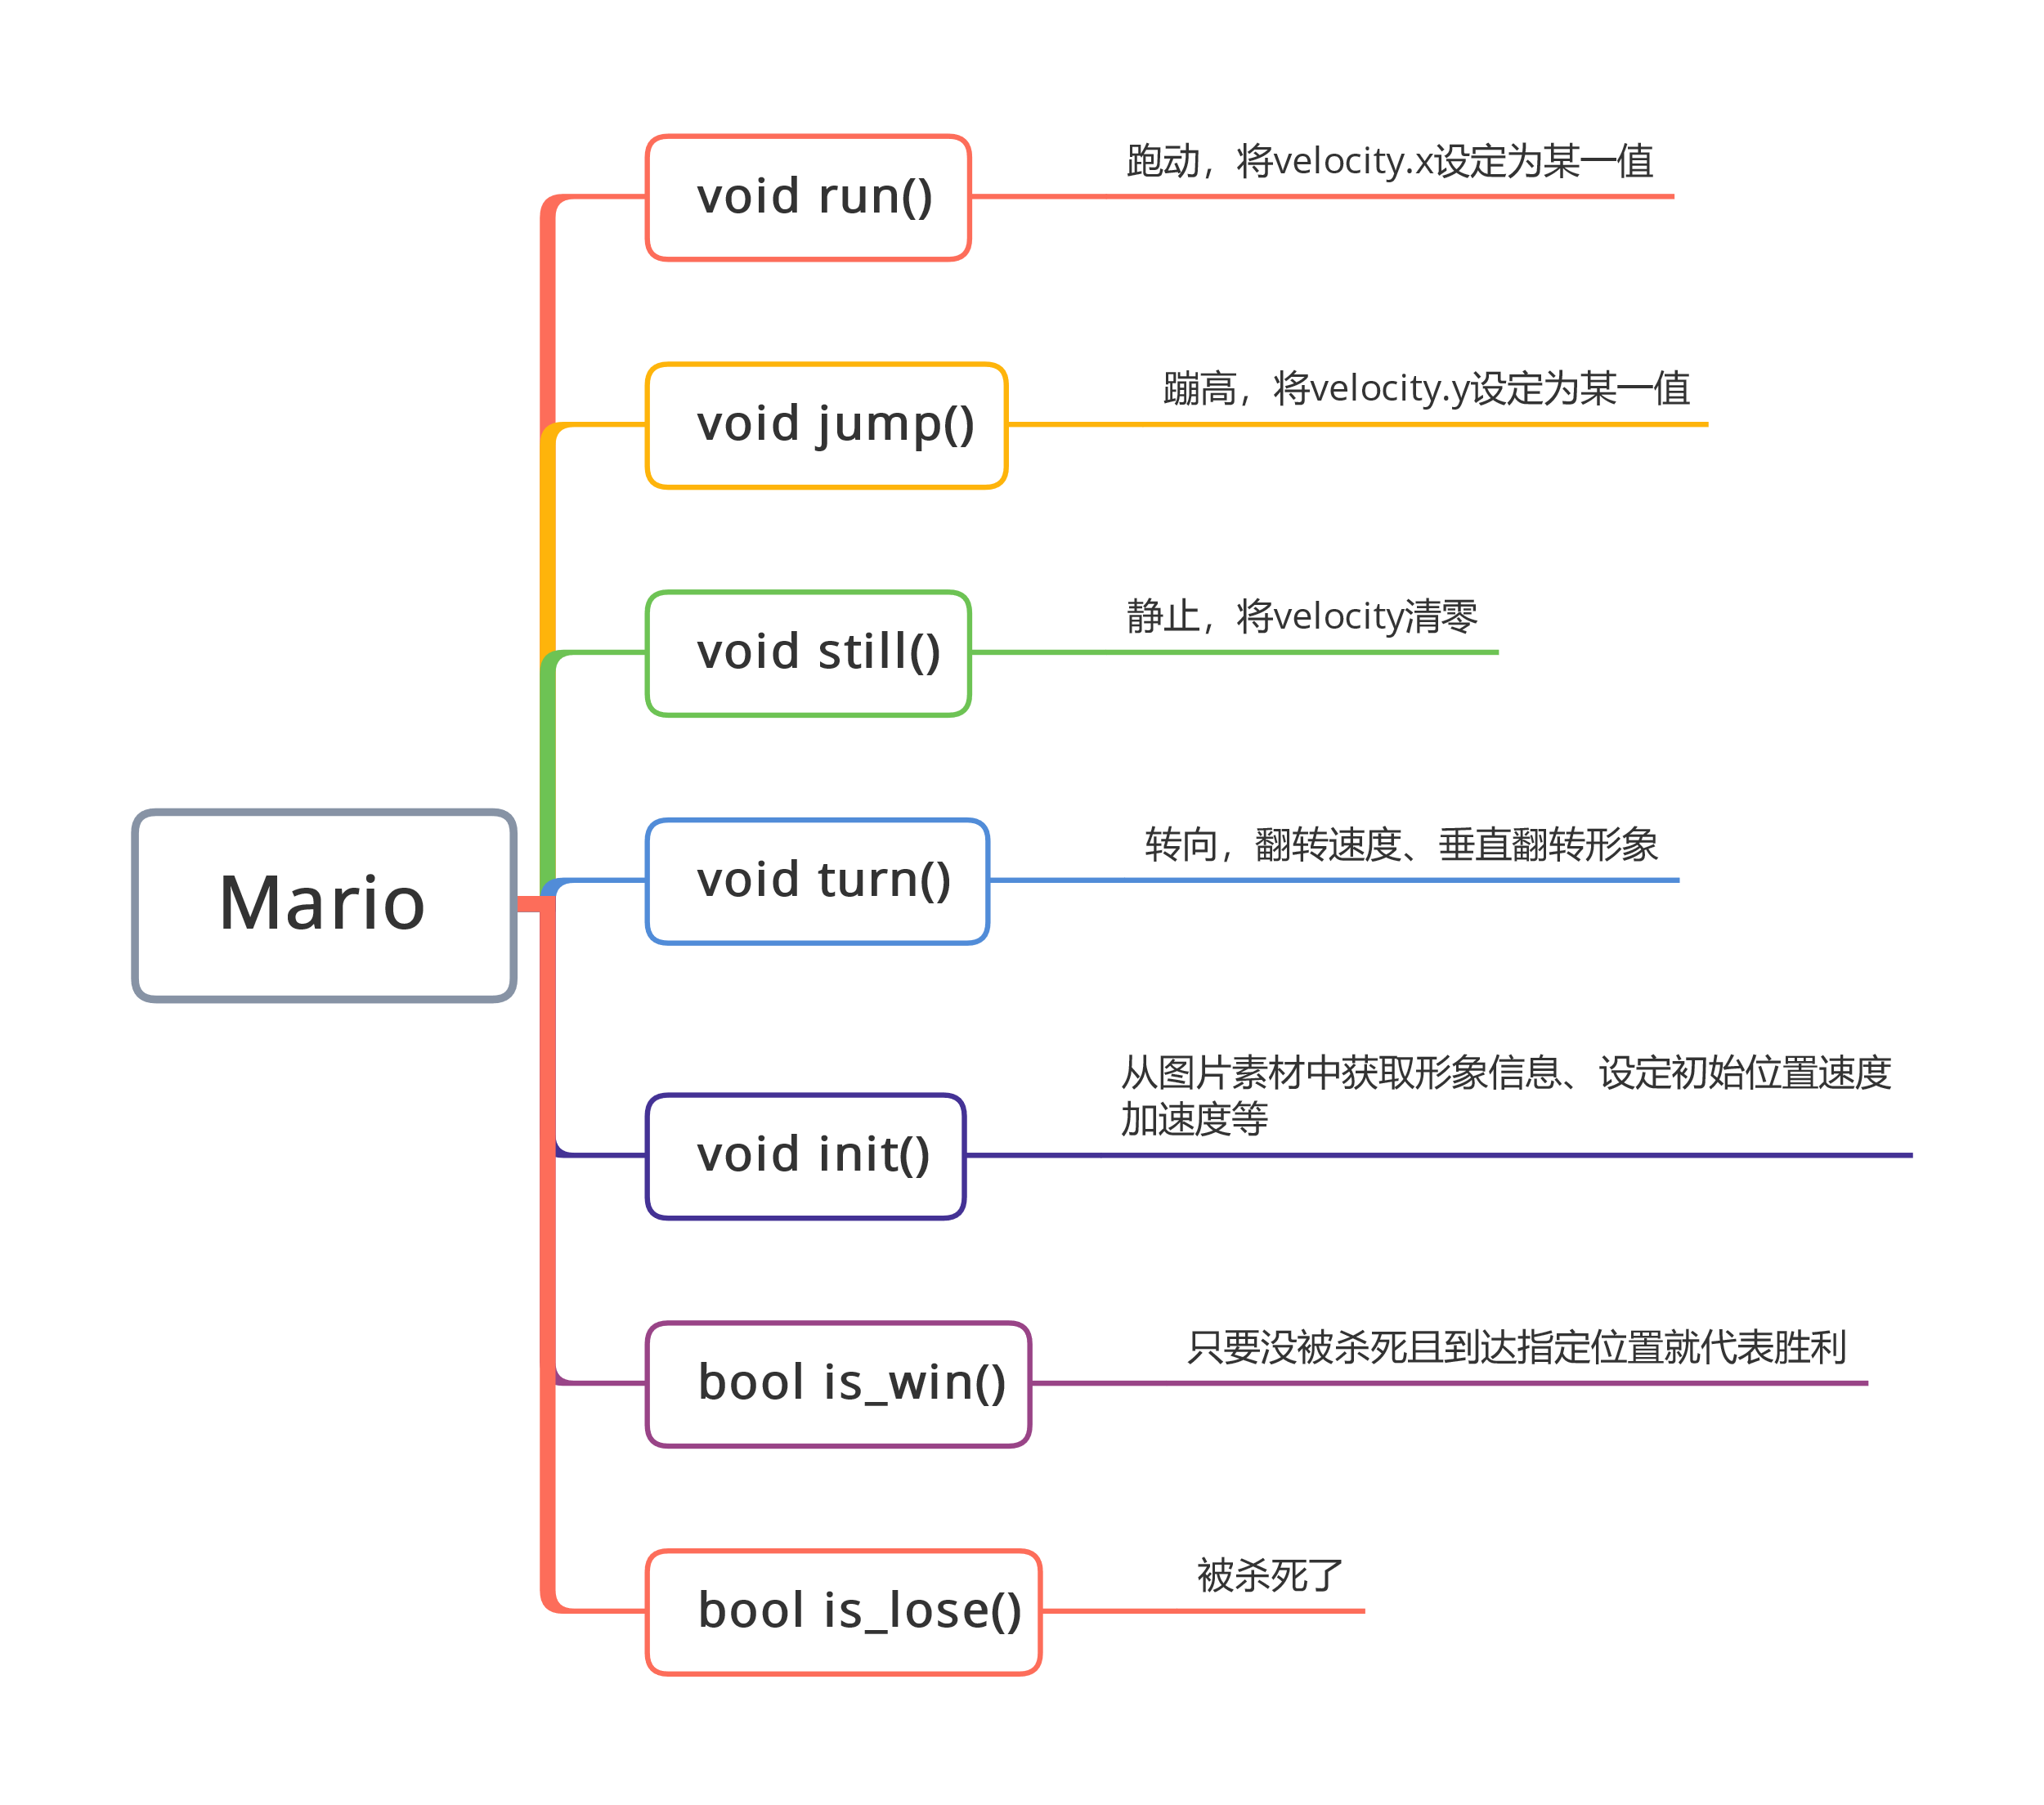 void run()
跑动，将velocity.x设定为某一值
void jump()
蹦高，将velocity.y设定为某一值
void still()
静止，将velocity清零
Mario
void turn()
转向，翻转速度、垂直翻转形象
void init()
从图片素材中获取形象信息、设定初始位置速度
加速度等
bool is_win()
只要没被杀死且到达指定位置就代表胜利
bool is_lose()
被杀死了